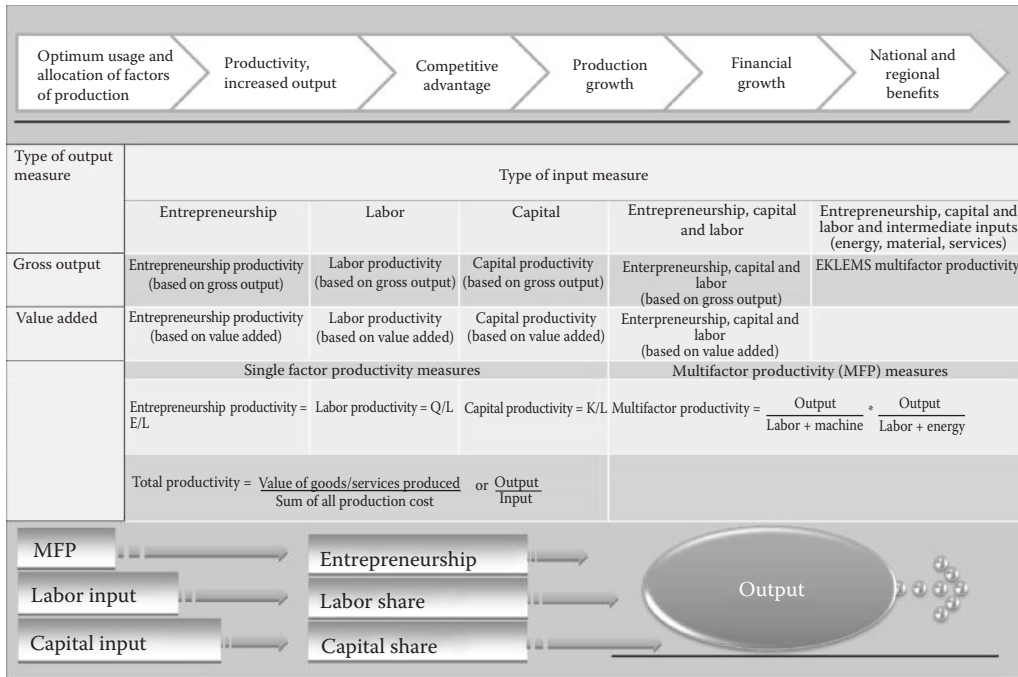 Optimum usage and
allocation of factors
of production
Productivity,
increased output
Competitive
advantage
Production
growth
Financial
growth
National and
regional
benefits
Type of output
measure
Type of input measure
Entrepreneurship
Labor
Capital
Entrepreneurship, capital
and labor
Entrepreneurship, capital and
labor and intermediate inputs
(energy, material, services)
Gross output
Entrepreneurship productivity
(based on gross output)
Labor productivity
(based on gross output)
Capital productivity
(based on gross output)
Enterpreneurship, capital and
labor
(based on gross output)
EKLEMS multifactor productivity
Value added
Entrepreneurship productivity
(based on value added)
Labor productivity
(based on value added)
Capital productivity
(based on value added)
Enterpreneurship, capital and
labor
(based on value added)
Single factor productivity measures
Multifactor productivity (MFP) measures
Entrepreneurship productivity =
E/L
Labor productivity = Q/L
Capital productivity = K/L
Multifactor productivity =
Output
Labor + machine
*
Output
Labor + energy
Total productivity =
Value of goods/services produced
Sum of all production cost
or
Output
Input
MFP
Entrepreneurship
Labor input
Labor share
Capital input
Capital share
Output